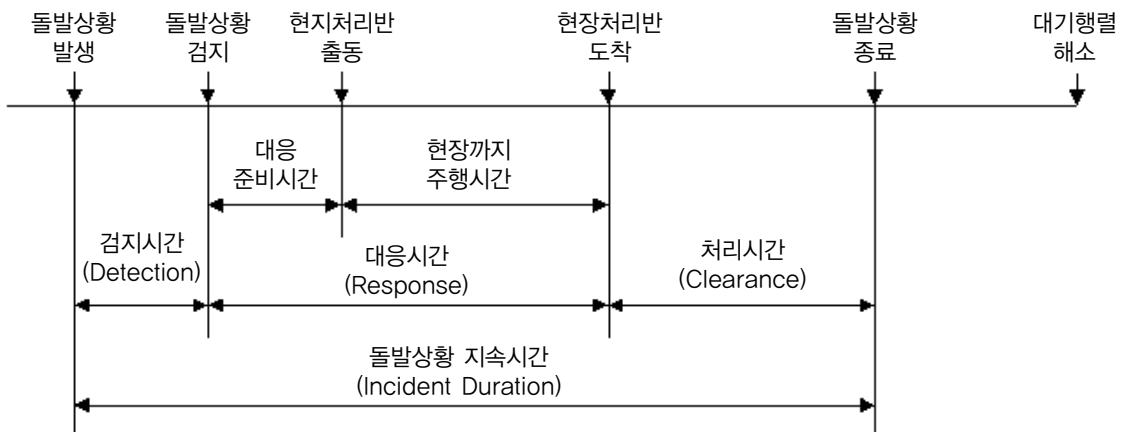 돌발상황
발생
돌발상황
검지
현지처리반
출동
현장처리반
도착
돌발상황
종료
대기행렬
해소
대응
준비시간
현장까지
주행시간
검지시간
(Detection)
대응시간
(Response)
처리시간
(Clearance)
돌발상황 지속시간
(Incident Duration)